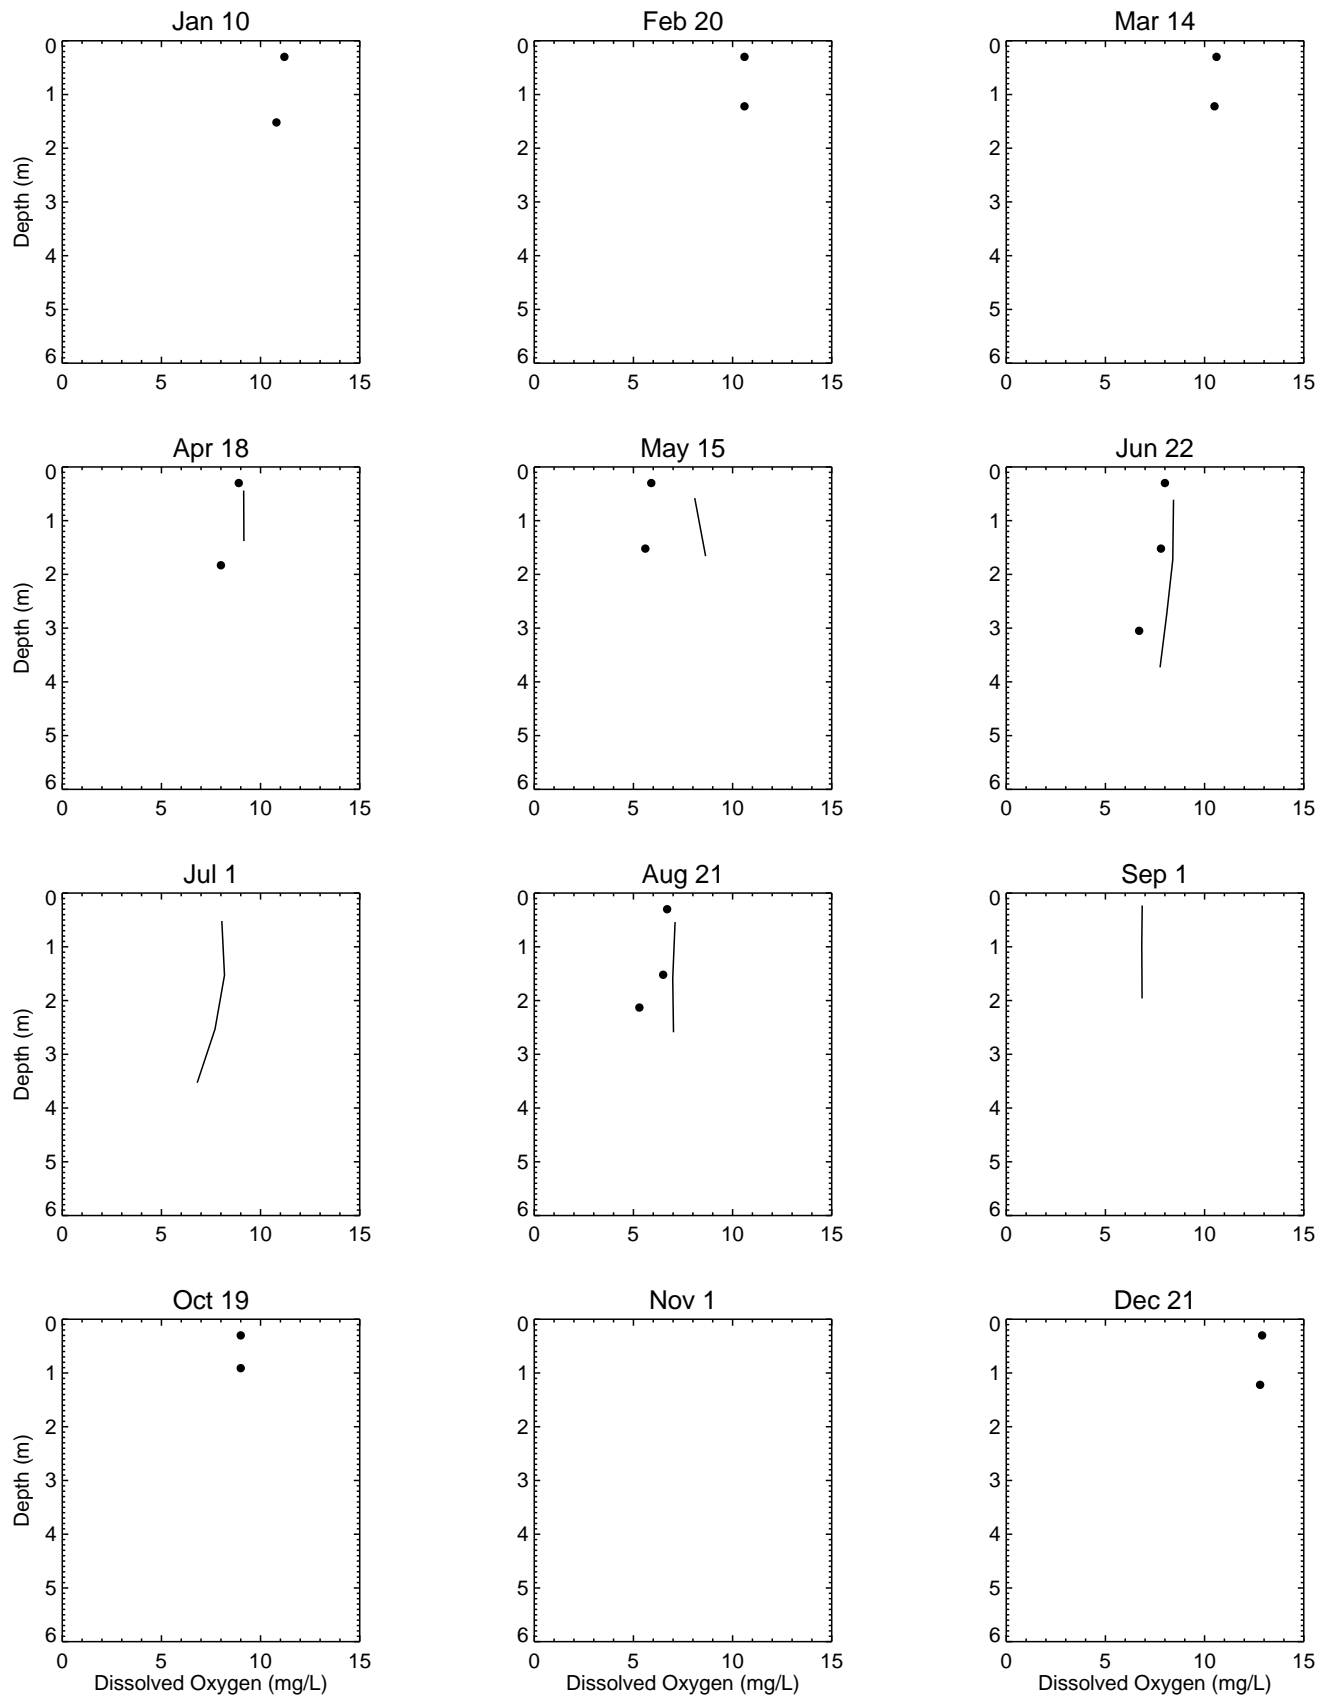 Jan 10 Feb 20 Mar 14
0 0 0
1 1 1
2 2 2
3 3 3
4 4 4
5 5 5
6 6 6
Depth (m)
0 5 10 15 0 5 10 15 0 5 10 15
Apr 18 May 15 Jun 22
0 0 0
1 1 1
2 2 2
3 3 3
4 4 4
5 5 5
6 6 6
Depth (m)
0 5 10 15 0 5 10 15 0 5 10 15
Jul 1 Aug 21 Sep 1
0 0 0
1 1 1
2 2 2
3 3 3
4 4 4
5 5 5
6 6 6
Depth (m)
0 5 10 15 0 5 10 15 0 5 10 15
Oct 19 Nov 1 Dec 21
0 0 0
1 1 1
2 2 2
3 3 3
4 4 4
5 5 5
6 6 6
Depth (m)
0 5 10 15 0 5 10 15 0 5 10 15
Dissolved Oxygen (mg/L) Dissolved Oxygen (mg/L) Dissolved Oxygen (mg/L)